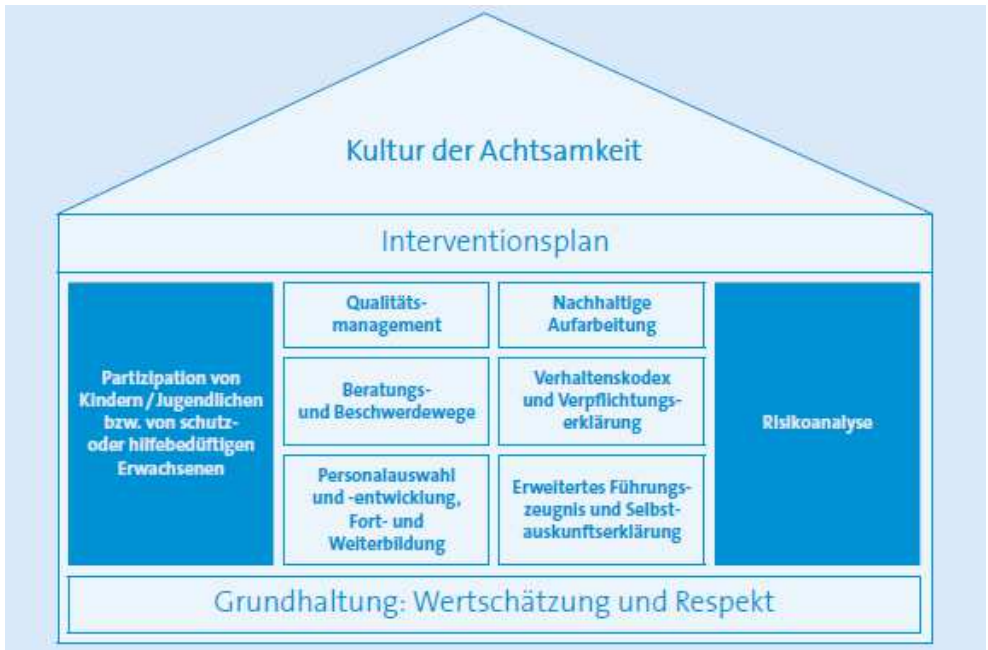 Kultur der Achtsamkeit
Interventionsplan
Partizipation von
Kindern / Jugendlichen
bzw. von schutz-
oder hilfebedüftigen
Erwachsenen
Qualitäts-
management
Nachhaltige
Aufarbeitung
Beratungs-
und Beschwerdewege
Verhaltenskodex
und Verpflichtungs-
erklärung
Personalauswahl
und -entwicklung,
Fort- und
Weiterbildung
Erweitertes Führungs-
zeugnis und Selbst-
auskunftserklärung
Risikoanalyse
Grundhaltung: Wertschätzung und Respekt